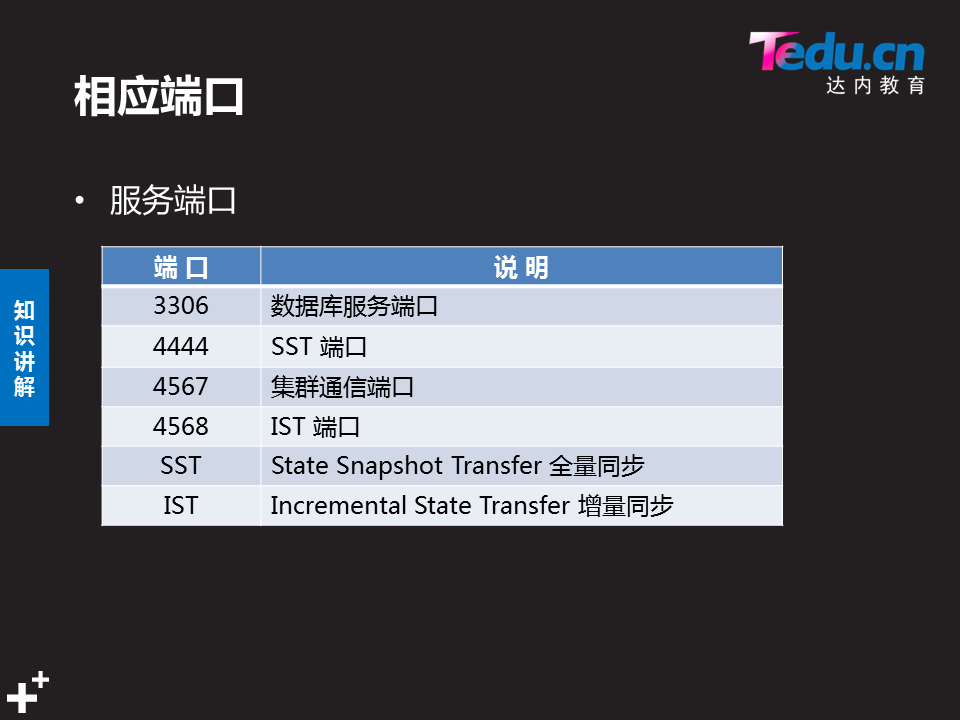 Tedu.cn
达内教育
相应端口
• 服务端口
端 口 说 明
3306 数据库服务端口
4444 SST 端口
4567 集群通信端口
4568 IST 端口
SST State Snapshot Transfer 全量同步
IST Incremental State Transfer 增量同步
知识讲解